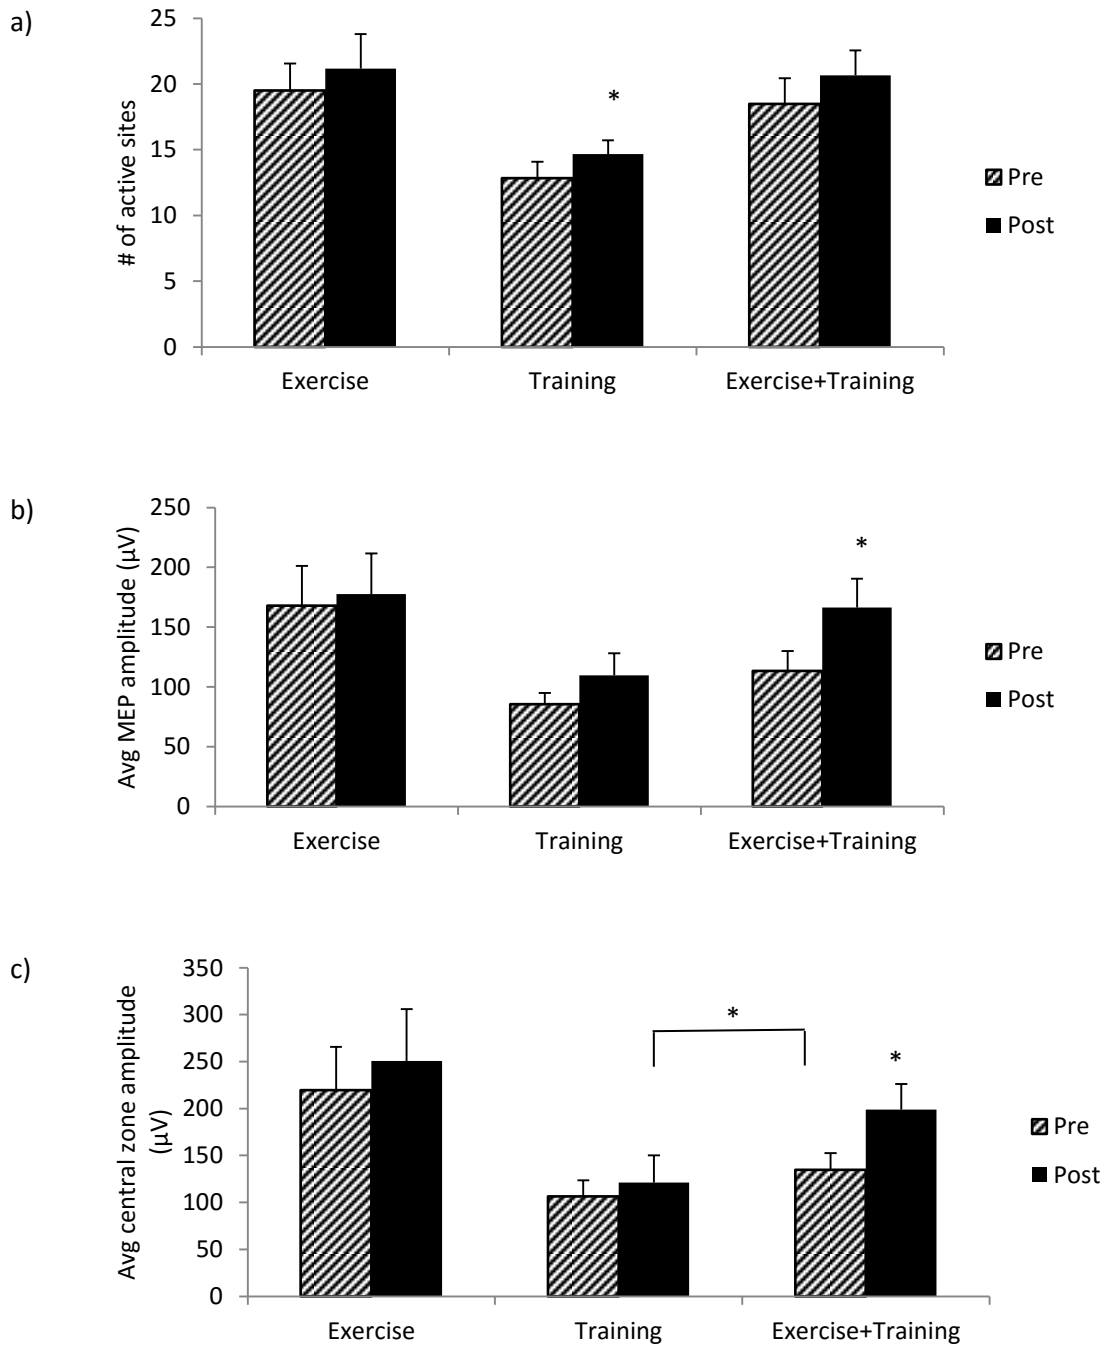 a)
# of active sites
25
20
15
10
5
0
*
Exercise
Training
Exercise+Training
Pre
Post
b)
Avg MEP amplitude (µV)
250
200
150
100
50
0
*
Exercise
Training
Exercise+Training
Pre
Post
c)
Avg central zone amplitude
(µV)
350
300
250
200
150
100
50
0
*
*
Exercise
Training
Exercise+Training
Pre
Post